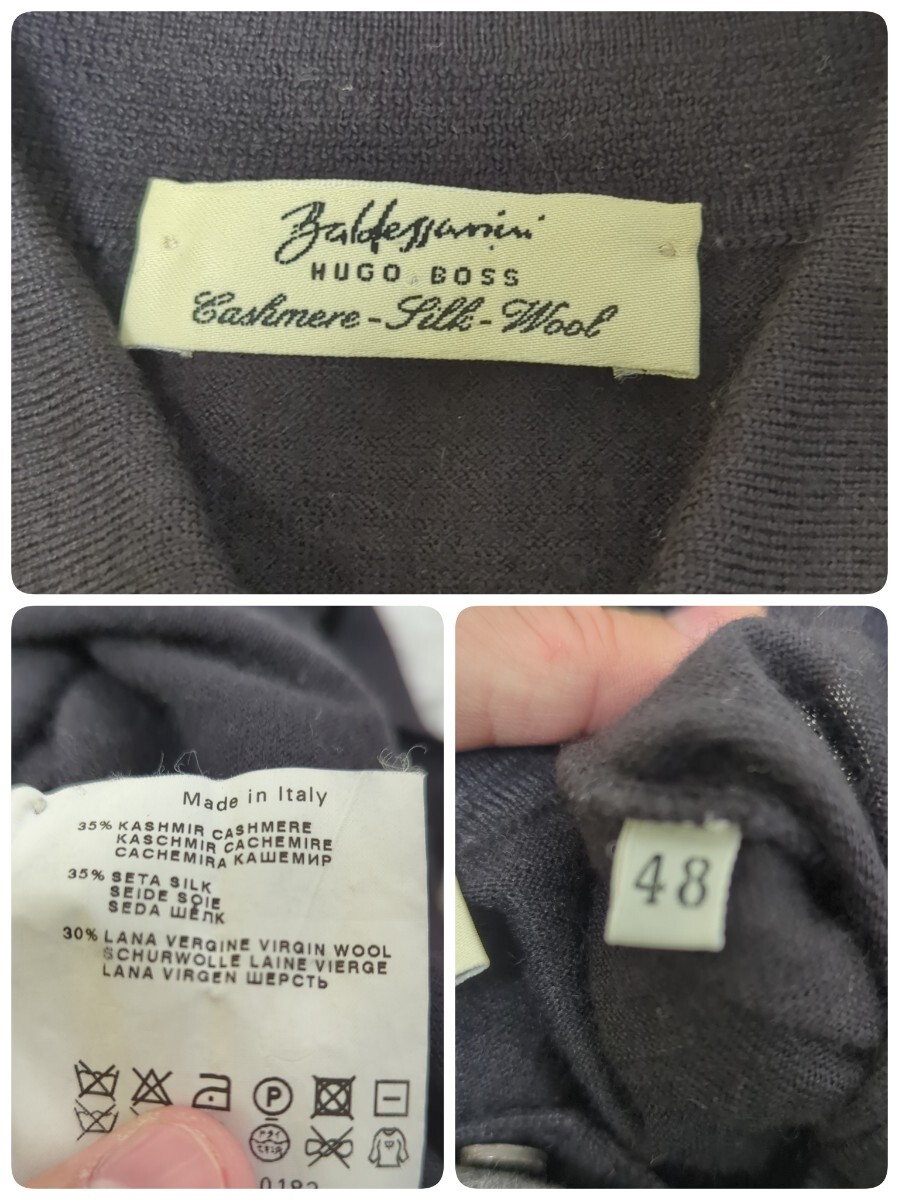 Baldessarini
HUGO BOSS
Cashmere-Silk-Wool
Made in Italy
35% KASHMIR CASHMERE
KASCHMIR CACHEMIRE
CACHEMIRA КАШЕМИР
35% SETA SILK
SEIDE SOIE
SEDA ШЁЛК
30% LANA VERGINE VIRGIN WOOL
SCHURWOLLE LAINE VIERGE
LANA VIRGEN ШЕРСТЬ
P
48